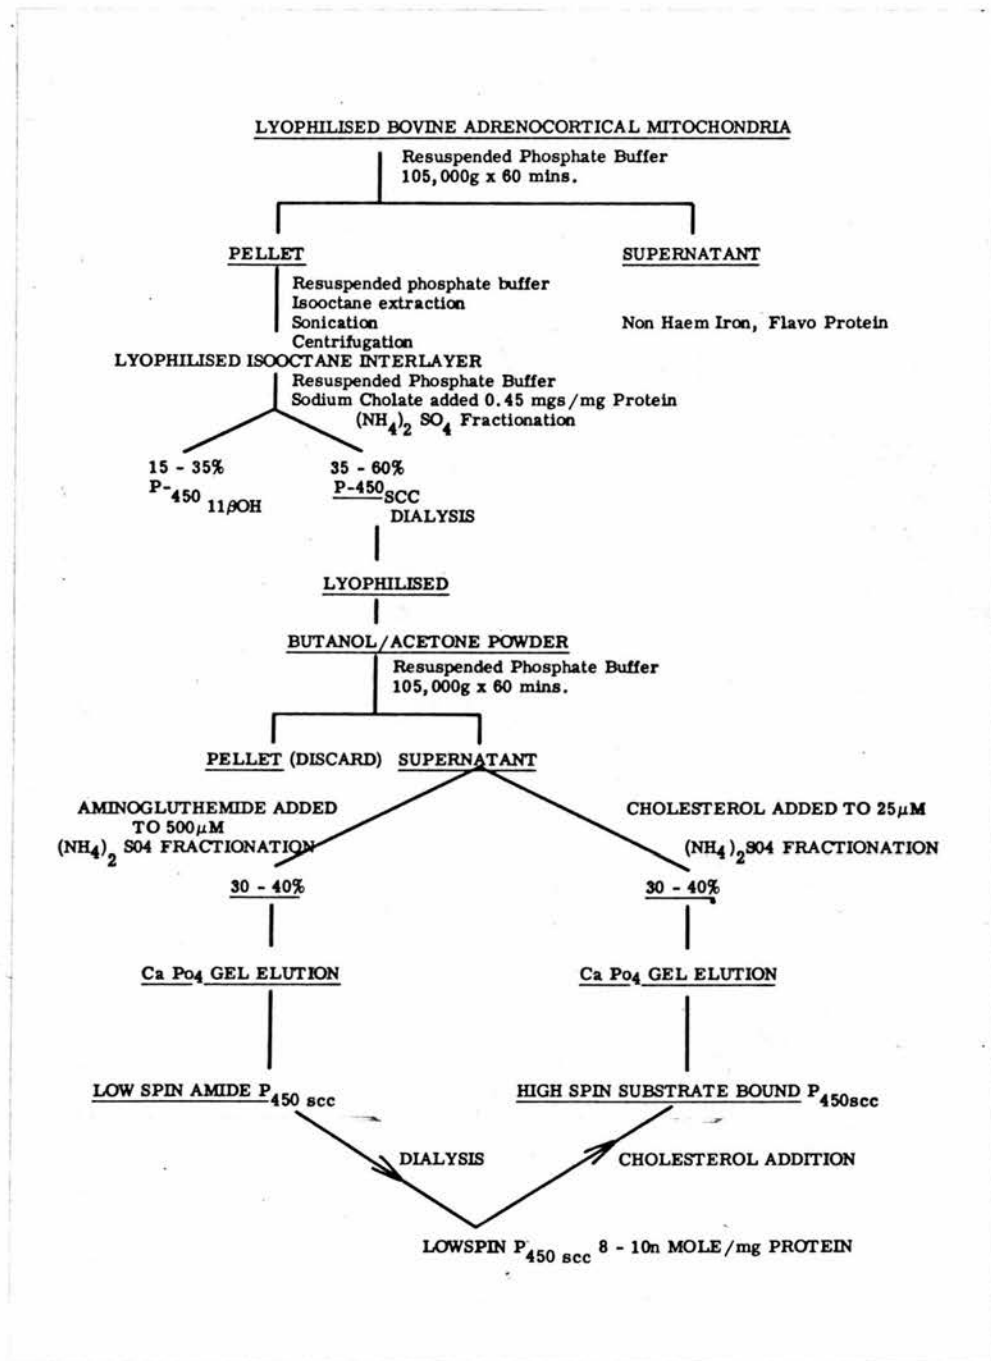 LYOPHILISED BOVINE ADRENOCORTICAL MITOCHONDRIA
Resuspended Phosphate Buffer
105,000g x 60 mins.
PELLET
SUPERNATANT
Resuspended phosphate buffer
Isooctane extraction
Sonication
Non Haem Iron, Flavo Protein
Centrifugation
LYOPHILISED ISOOCTANE INTERLAYER
Resuspended Phosphate Buffer
Sodium Cholate added 0.45 mgs/mg Protein
(NH4)2 SO4 Fractionation
15 - 35%
P-450 11βOH
35 - 60%
P-450SCC
DIALYSIS
LYOPHILISED
BUTANOL/ACETONE POWDER
Resuspended Phosphate Buffer
105,000g x 60 mins.
PELLET (DISCARD) SUPERNATANT
AMINOGLUTHEMIDE ADDED
TO 500μM
(NH4)2 S04 FRACTIONATION
CHOLESTEROL ADDED TO 25μM
(NH4)2S04 FRACTIONATION
30 - 40%
30 - 40%
Ca Po4 GEL ELUTION
Ca Po4 GEL ELUTION
LOW SPIN AMIDE P450 scc
HIGH SPIN SUBSTRATE BOUND P450scc
DIALYSIS
CHOLESTEROL ADDITION
LOWSPIN P450 scc 8 - 10n MOLE/mg PROTEIN